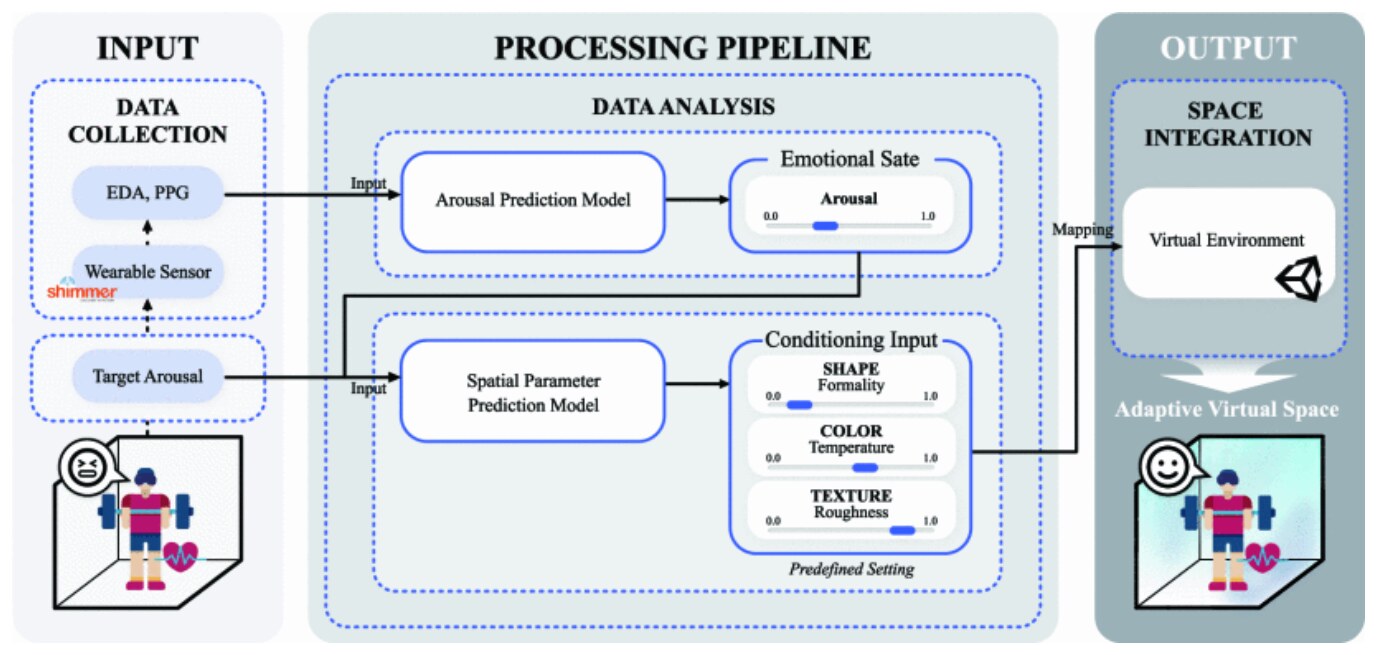 INPUT
DATA
COLLECTION
EDA, PPG
Wearable Sensor
shimmer
Target Arousal
PROCESSING PIPELINE
DATA ANALYSIS
Input
Arousal Prediction Model
Emotional Sate
Arousal
0.0 1.0
Input
Spatial Parameter
Prediction Model
Conditioning Input
SHAPE
Formality
0.0 1.0
COLOR
Temperature
0.0 1.0
TEXTURE
Roughness
0.0 1.0
Predefined Setting
Mapping
OUTPUT
SPACE
INTEGRATION
Virtual Environment
Adaptive Virtual Space